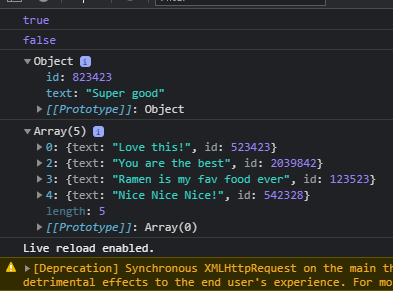 true
false
Object i
id: 823423
text: "Super good"
[[Prototype]]: Object
Array(5) i
0: {text: "Love this!", id: 523423}
2: {text: "You are the best", id: 2039842}
3: {text: "Ramen is my fav food ever", id: 123523}
4: {text: "Nice Nice Nice!", id: 542328}
length: 5
[[Prototype]]: Array(0)
Live reload enabled.
[Deprecation] Synchronous XMLHttpRequest on the main th
detrimental effects to the end user's experience. For mo